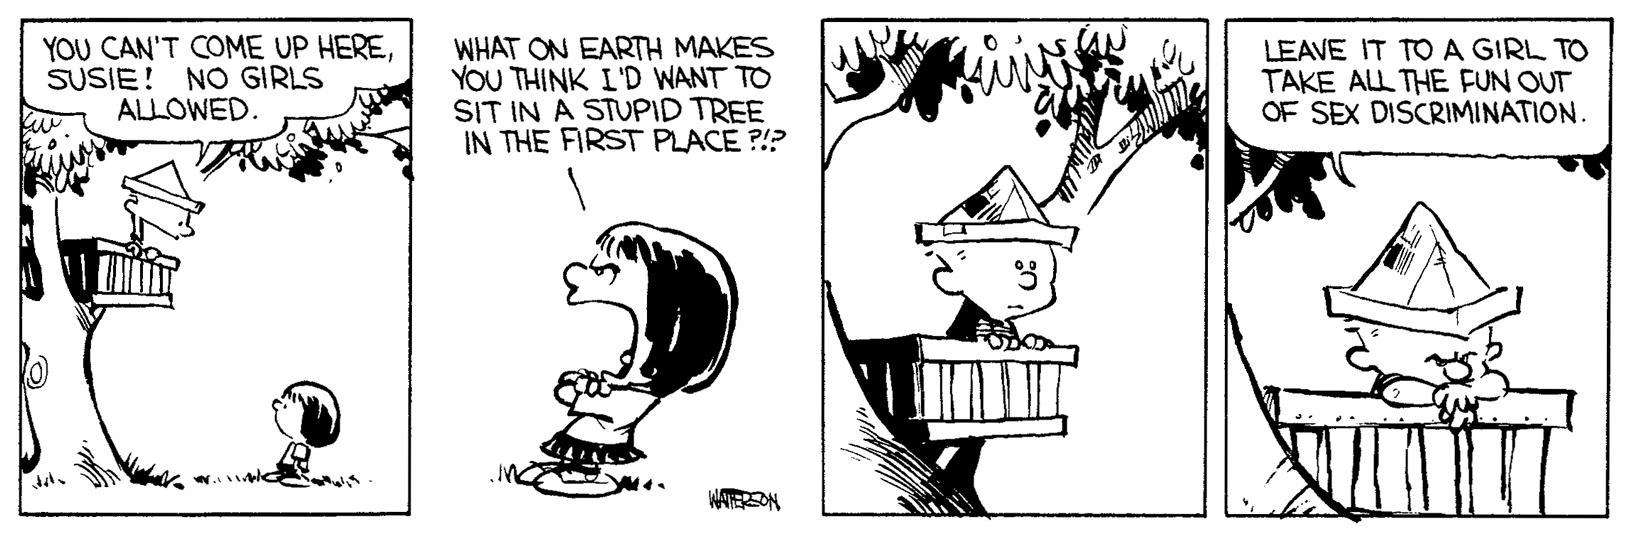 YOU CAN'T COME UP HERE,
SUSIE! NO GIRLS
ALLOWED.
WHAT ON EARTH MAKES
YOU THINK I'D WANT TO
SIT IN A STUPID TREE
IN THE FIRST PLACE?!?
WATTERSON
LEAVE IT TO A GIRL TO
TAKE ALL THE FUN OUT
OF SEX DISCRIMINATION.